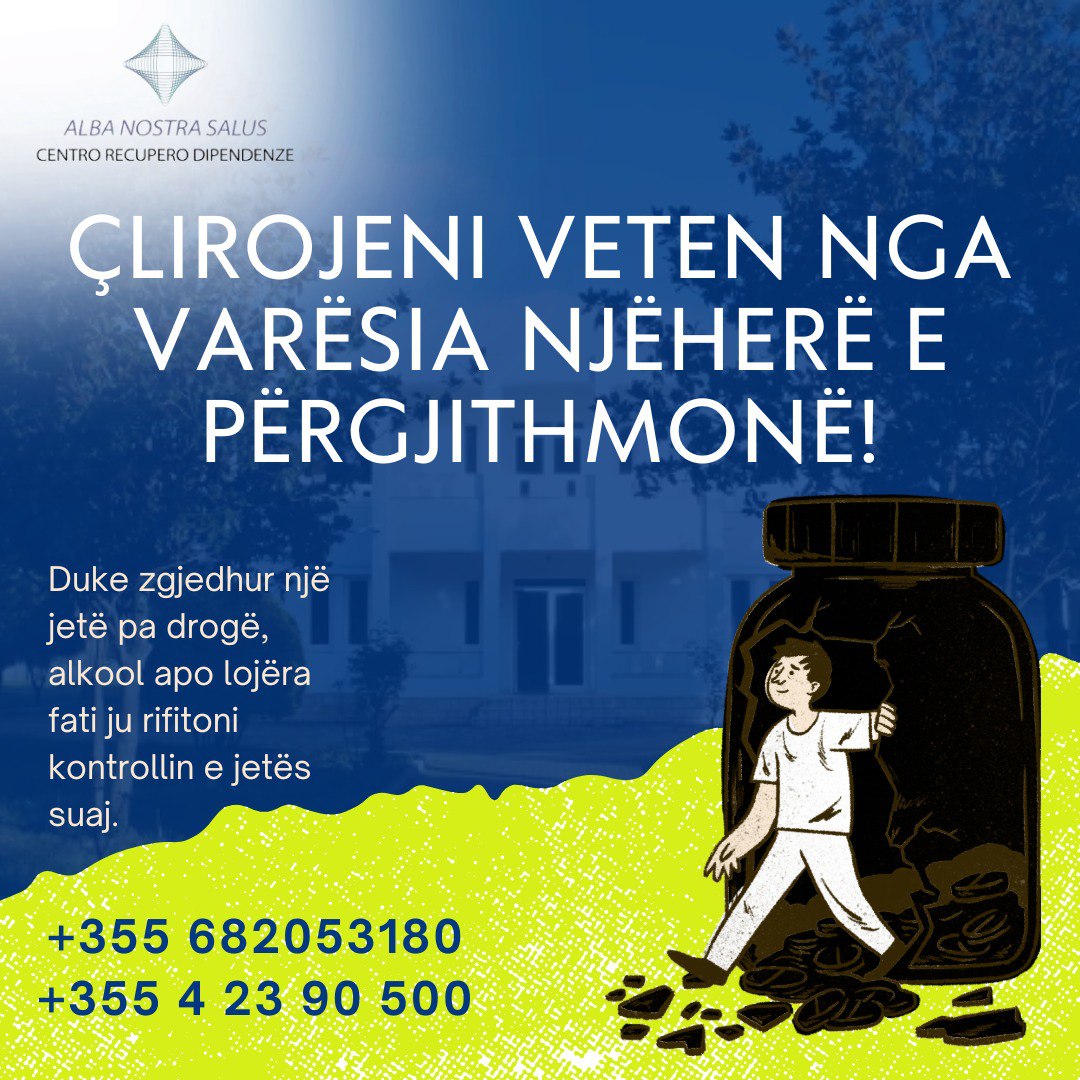 ALBA NOSTRA SALUS
CENTRO RECUPERO DIPENDENZE
ÇLIROJENI VETEN NGA
VARËSIA NJËHERË E
PËRGJITHMONË!
Duke zgjedhur një
jetë pa drogë,
alkool apo lojëra
fati ju rifitoni
kontrollin e jetës
suaj.
+355 682053180
+355 4 23 90 500